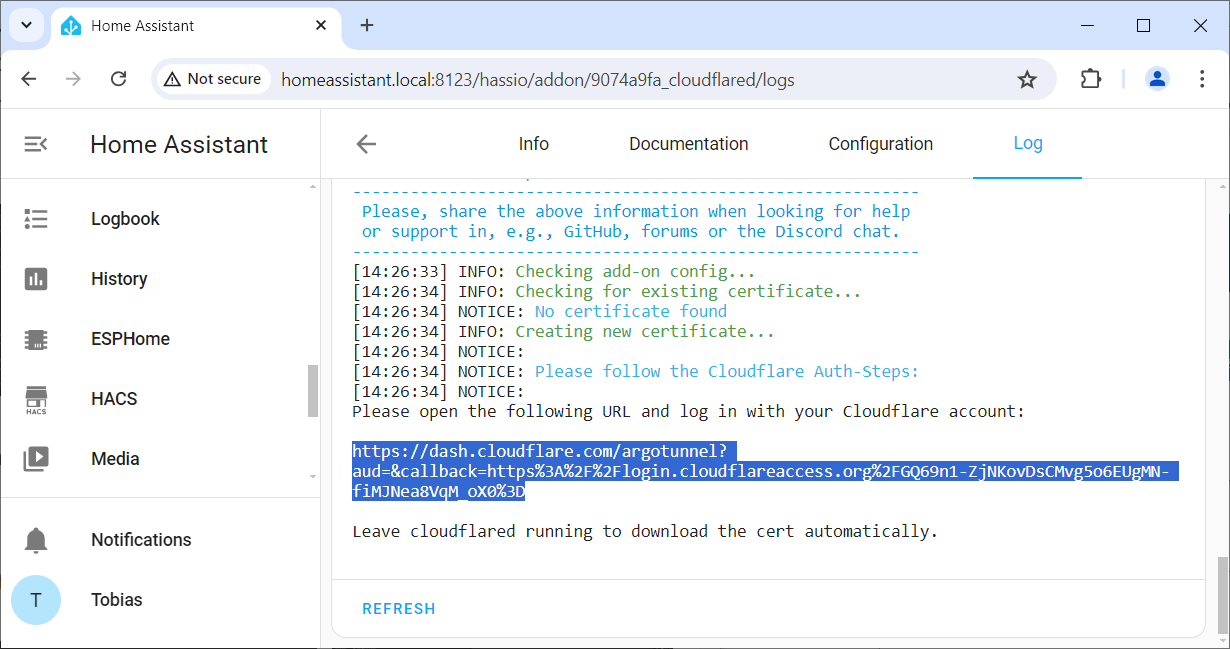 Home Assistant
Not secure
homeassistant.local:8123/hassio/addon/9074a9fa_cloudflared/logs
Home Assistant
Info
Documentation
Configuration
Log
Logbook
History
ESPHome
HACS
HACS
Media
Notifications
T
Tobias
-----------------------------------------------------------
Please, share the above information when looking for help
or support in, e.g., GitHub, forums or the Discord chat.
-----------------------------------------------------------
[14:26:33] INFO: Checking add-on config...
[14:26:34] INFO: Checking for existing certificate...
[14:26:34] NOTICE: No certificate found
[14:26:34] INFO: Creating new certificate...
[14:26:34] NOTICE:
[14:26:34] NOTICE: Please follow the Cloudflare Auth-Steps:
[14:26:34] NOTICE:
Please open the following URL and log in with your Cloudflare account:
https://dash.cloudflare.com/argotunnel?
aud=&callback=https%3A%2F%2Flogin.cloudflareaccess.org%2FGQ69n1-ZjNKovDsCMvg5o6EUgMN-
fiMJNea8VqM_oX0%3D
Leave cloudflared running to download the cert automatically.
REFRESH